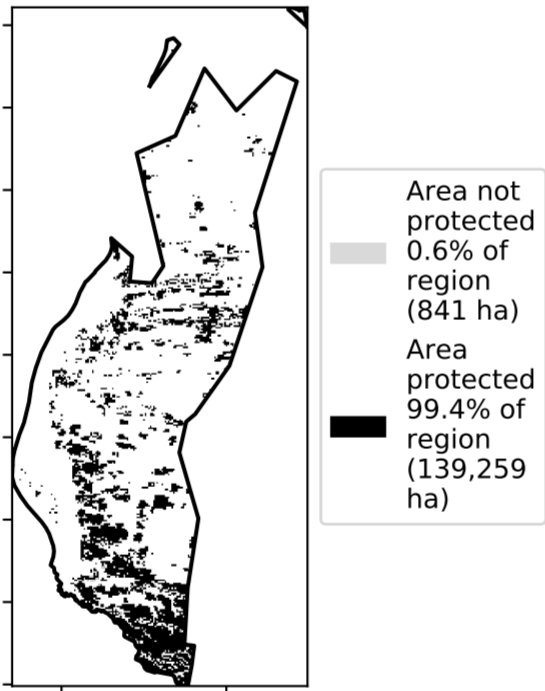 Area not
protected
0.6% of
region
(841 ha)
Area
protected
99.4% of
region
(139,259
ha)